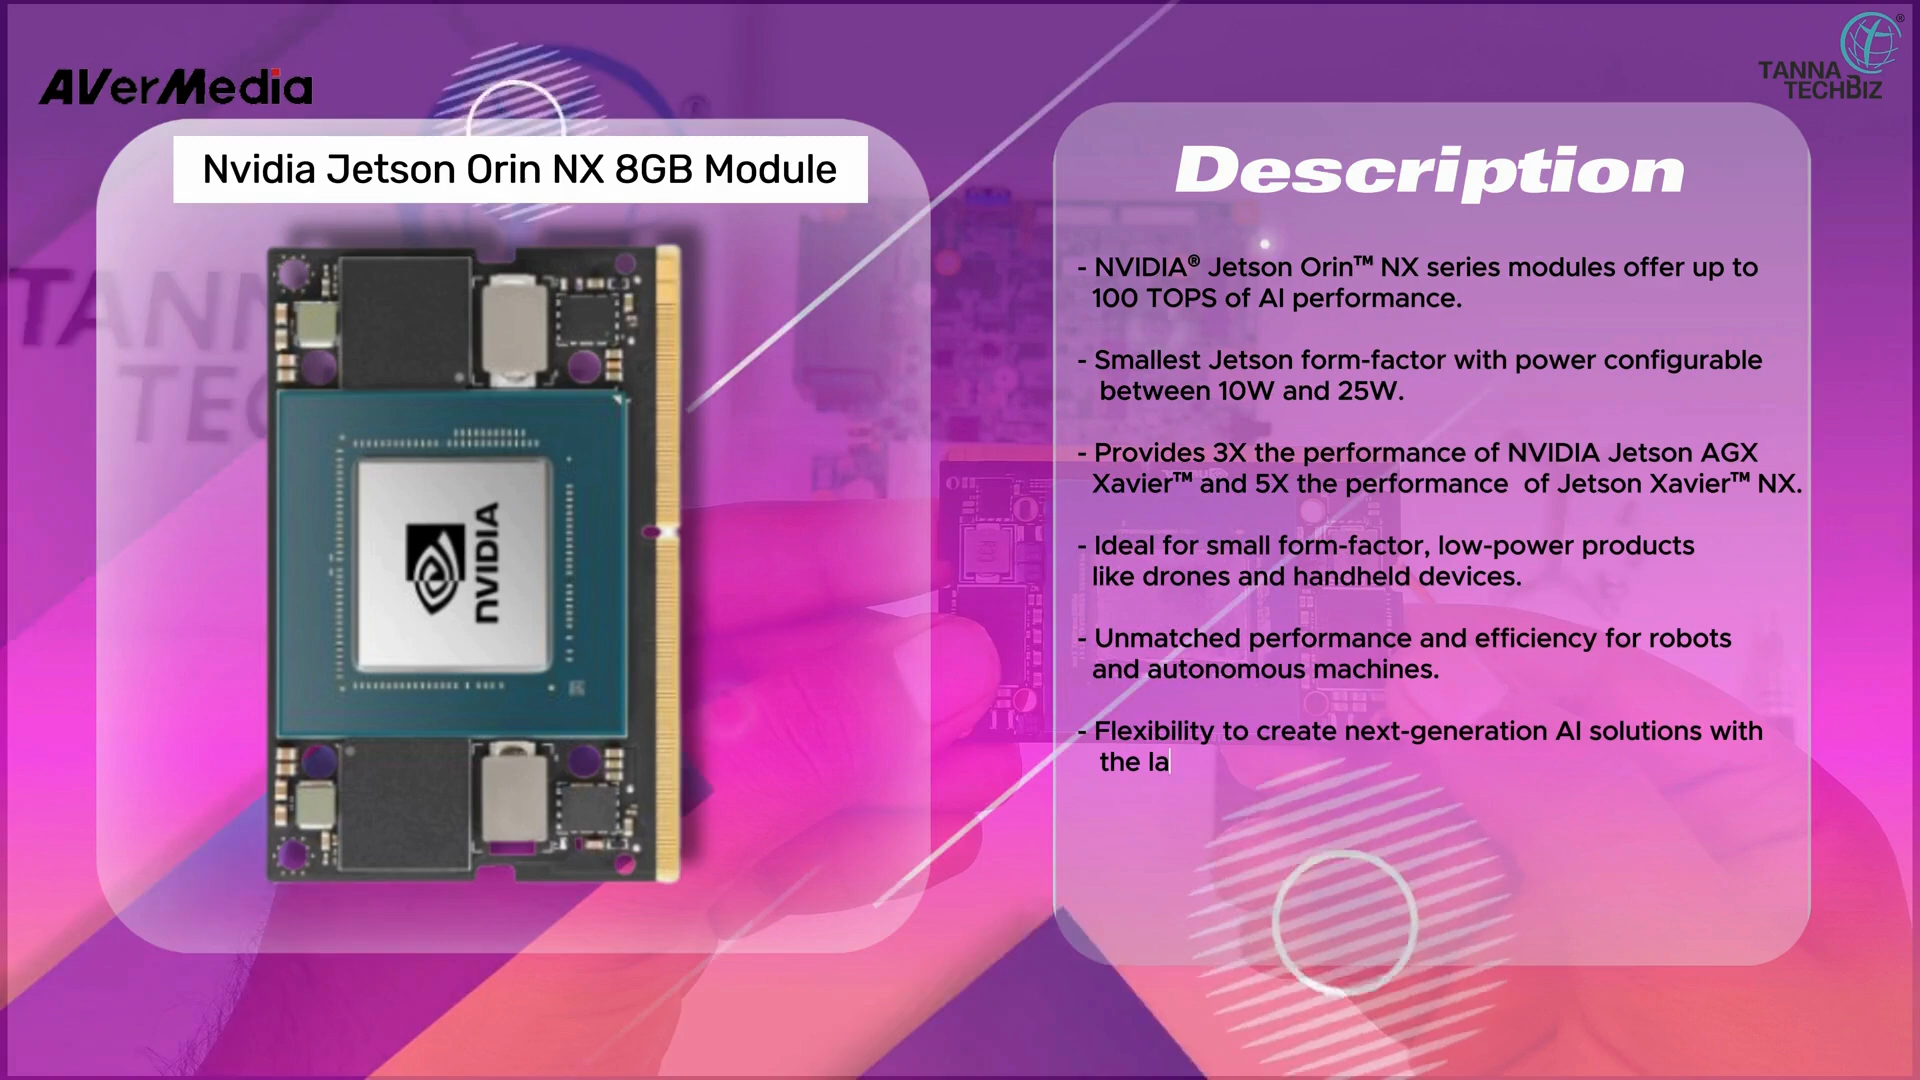 AVerMedia
TANNA
TECHBIZ
®
Nvidia Jetson Orin NX 8GB Module
NVIDIA
TANN
TEC
Description
- NVIDIA® Jetson Orin™ NX series modules offer up to
100 TOPS of AI performance.
- Smallest Jetson form-factor with power configurable
between 10W and 25W.
- Provides 3X the performance of NVIDIA Jetson AGX
Xavier™ and 5X the performance of Jetson Xavier™ NX.
- Ideal for small form-factor, low-power products
like drones and handheld devices.
- Unmatched performance and efficiency for robots
and autonomous machines.
- Flexibility to create next-generation AI solutions with
the la